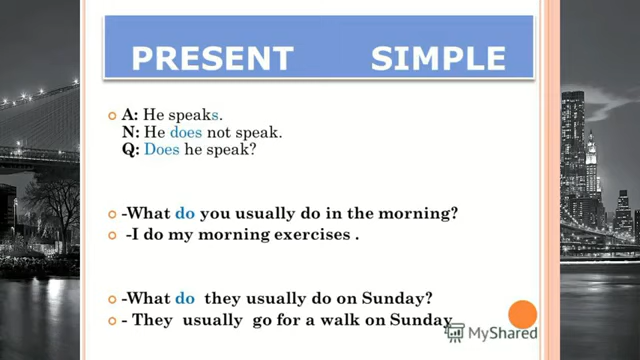 PRESENT SIMPLE
A: He speaks.
N: He does not speak.
Q: Does he speak?
-What do you usually do in the morning?
-I do my morning exercises .
-What do they usually do on Sunday?
- They usually go for a walk on Sunday
MyShared